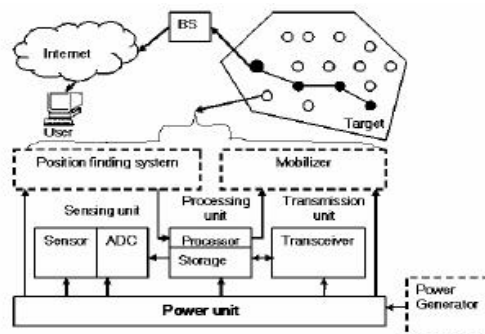 BS
Internet
User
Target
Position finding system
Mobilizer
Sensing unit
Processing
unit
Transmission
unit
Sensor
ADC
Processor
Storage
Transceiver
Power unit
Power
Generator